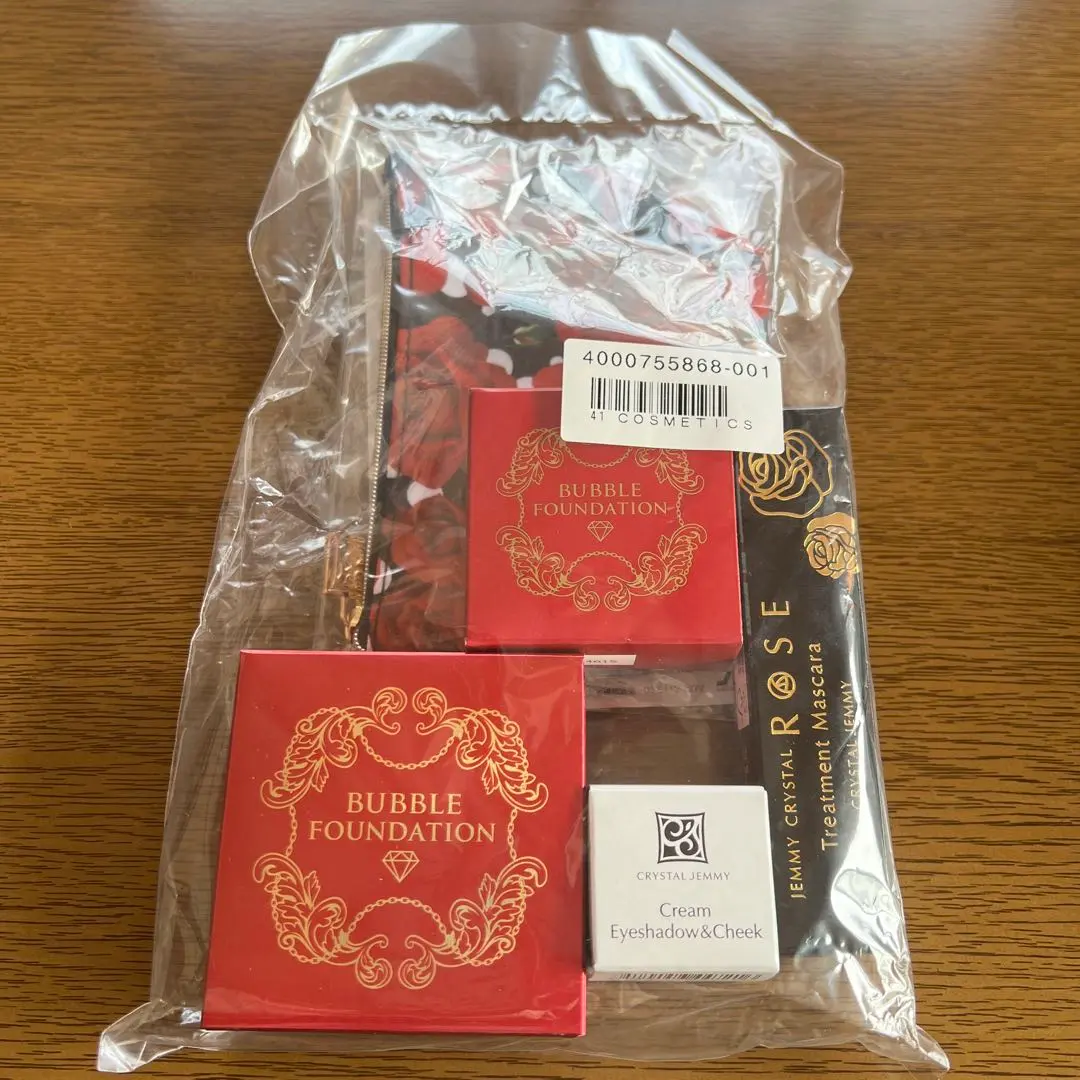 4000755868-001
41 COSMETICS
BUBBLE
FOUNDATION
JEMMY CRYSTAL ROSE
Treatment Mascara
CRYSTAL JEMMY
BUBBLE
FOUNDATION
CRYSTAL JEMMY
Cream
Eyeshadow&Cheek